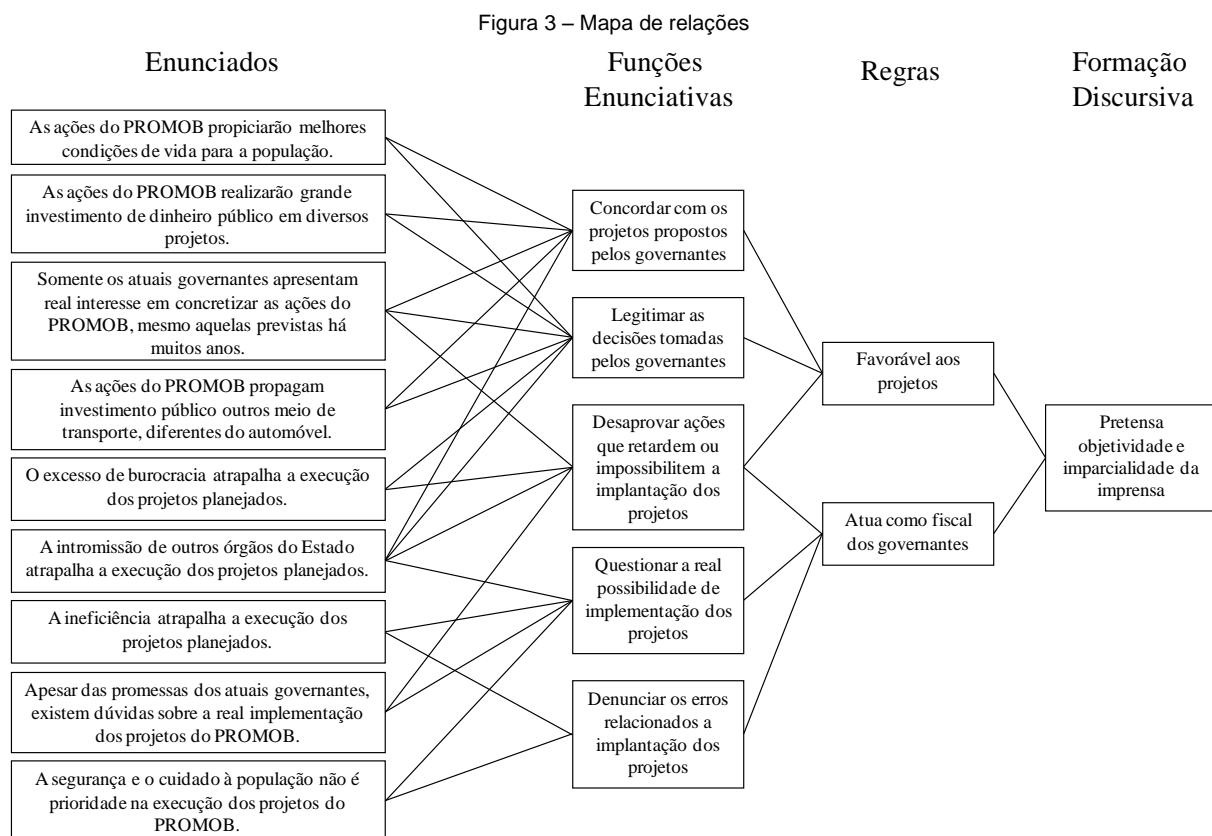 Figura 3 – Mapa de relações
Enunciados
Funções
Enunciativas
Regras
Formação
Discursiva
As ações do PROMOB propiciarão melhores
condições de vida para a população.
As ações do PROMOB realizarão grande
investimento de dinheiro público em diversos
projetos.
Somente os atuais governantes apresentam
real interesse em concretizar as ações do
PROMOB, mesmo aquelas previstas há
muitos anos.
As ações do PROMOB propagam
investimento público outros meio de
transporte, diferentes do automóvel.
O excesso de burocracia atrapalha a execução
dos projetos planejados.
A intromissão de outros órgãos do Estado
atrapalha a execução dos projetos planejados.
A ineficiência atrapalha a execução dos
projetos planejados.
Apesar das promessas dos atuais governantes,
existem dúvidas sobre a real implementação
dos projetos do PROMOB.
A segurança e o cuidado à população não é
prioridade na execução dos projetos do
PROMOB.
Concordar com os
projetos propostos
pelos governantes
Legitimar as
decisões tomadas
pelos governantes
Desaprovar ações
que retardem ou
impossibilitem a
implantação dos
projetos
Questionar a real
possibilidade de
implementação dos
projetos
Denunciar os erros
relacionados a
implantação dos
projetos
Favorável aos
projetos
Atua como fiscal
dos governantes
Pretensa
objetividade e
imparcialidade da
imprensa